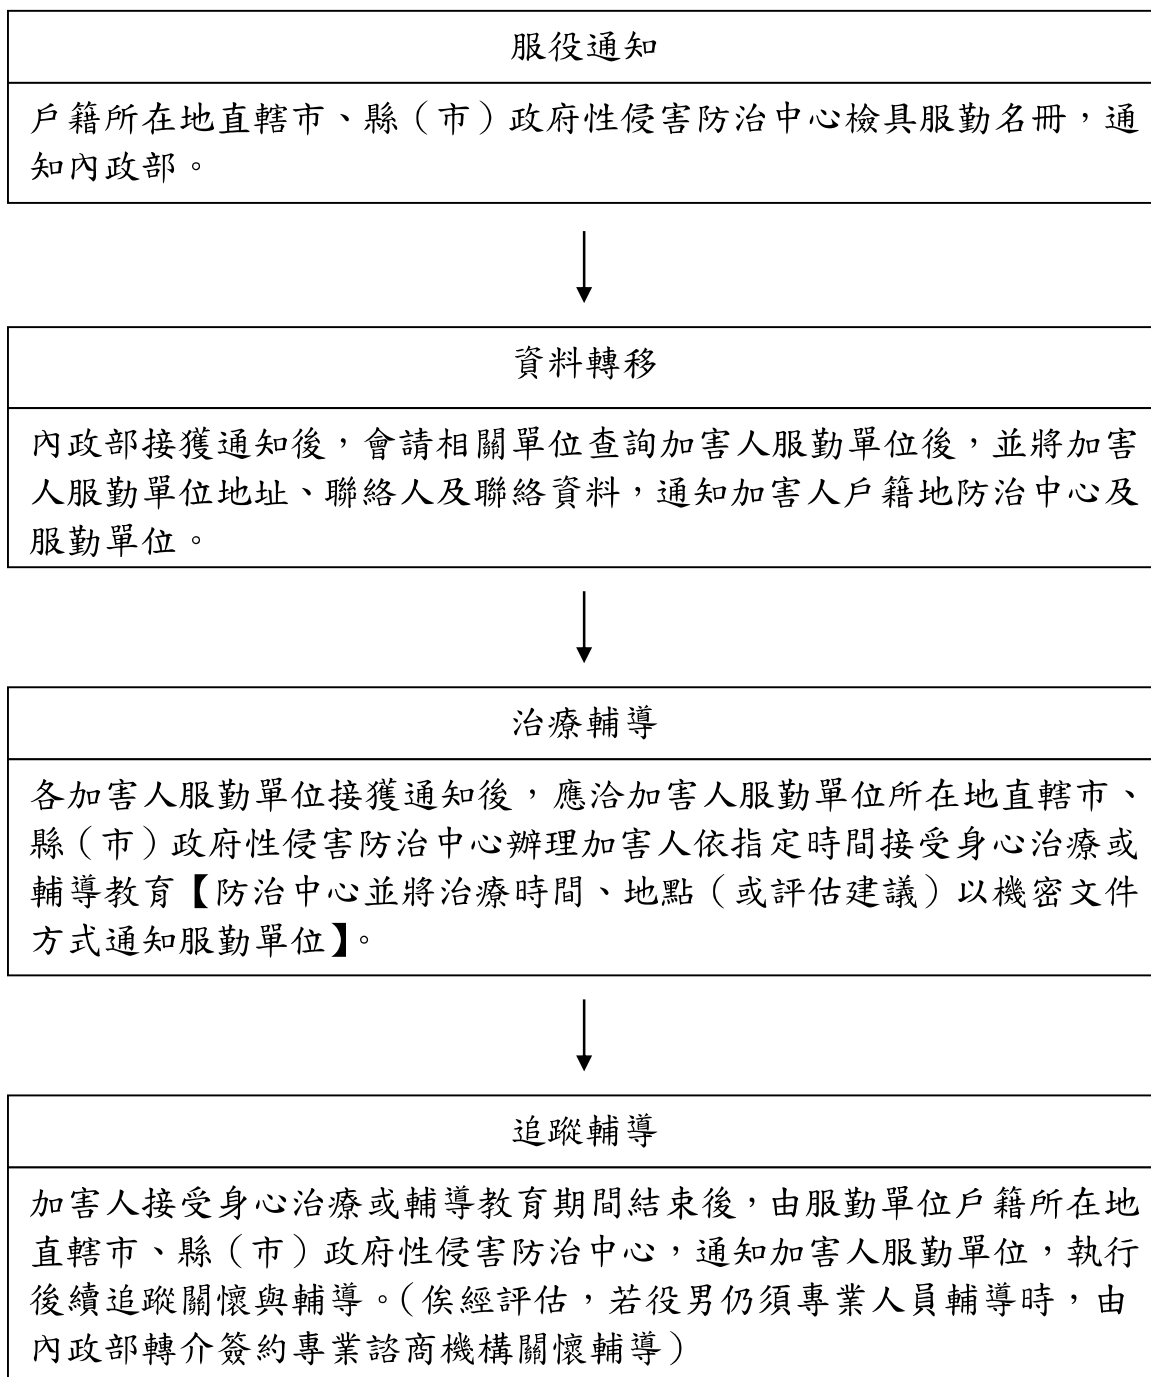 服役通知
戶籍所在地直轄市、縣（市）政府性侵害防治中心檢具服勤名冊，通
知內政部。
資料轉移
內政部接獲通知後，會請相關單位查詢加害人服勤單位後，並將加害
人服勤單位地址、聯絡人及聯絡資料，通知加害人戶籍地防治中心及
服勤單位。
治療輔導
各加害人服勤單位接獲通知後，應洽加害人服勤單位所在地直轄市、
縣（市）政府性侵害防治中心辦理加害人依指定時間接受身心治療或
輔導教育【防治中心並將治療時間、地點（或評估建議）以機密文件
方式通知服勤單位】。
追蹤輔導
加害人接受身心治療或輔導教育期間結束後，由服勤單位戶籍所在地
直轄市、縣（市）政府性侵害防治中心，通知加害人服勤單位，執行
後續追蹤關懷與輔導。（俟經評估，若役男仍須專業人員輔導時，由
內政部轉介簽約專業諮商機構關懷輔導）